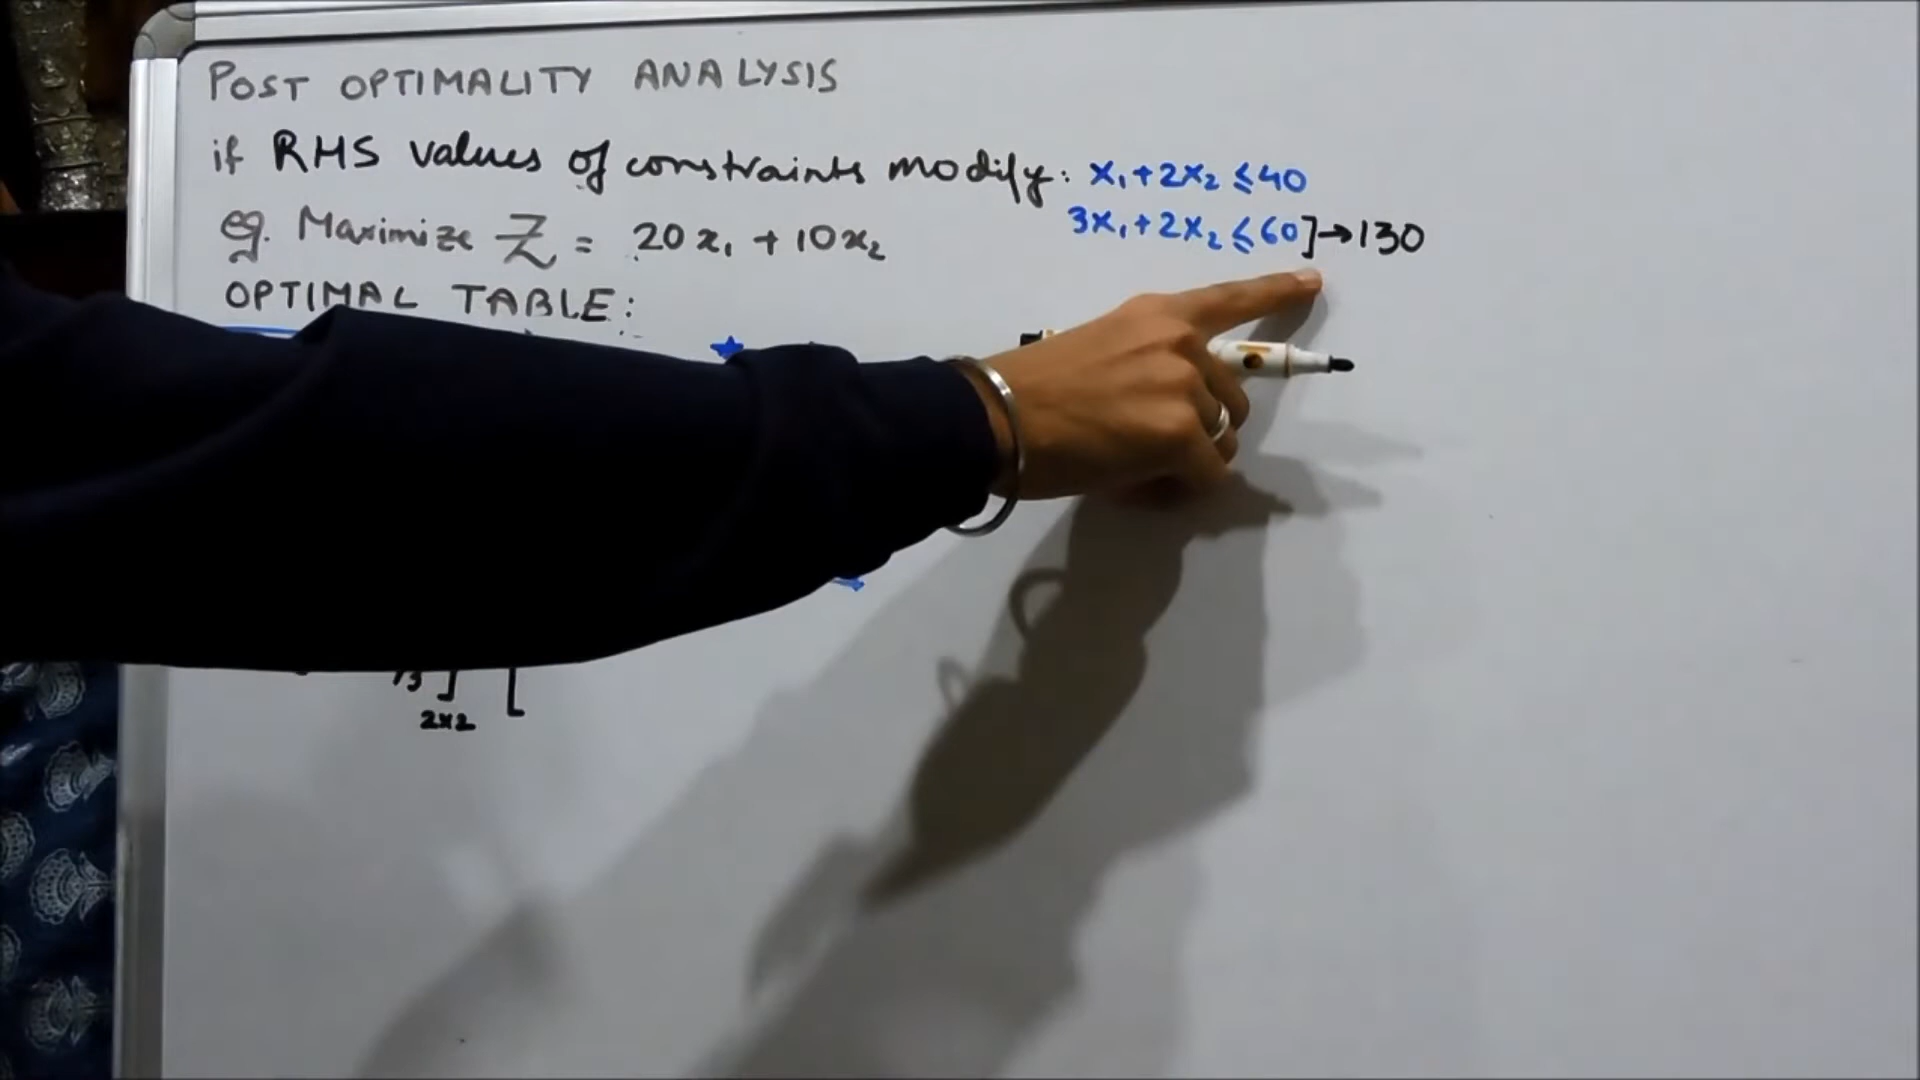 POST OPTIMALITY ANALYSIS
if RHS values of constraints modify: x₁+2x₂ ≤40
3x₁+2x₂ ≤60]→130
eg. Maximize Z = 20x₁ + 10x₂
OPTIMAL TABLE:
2x2